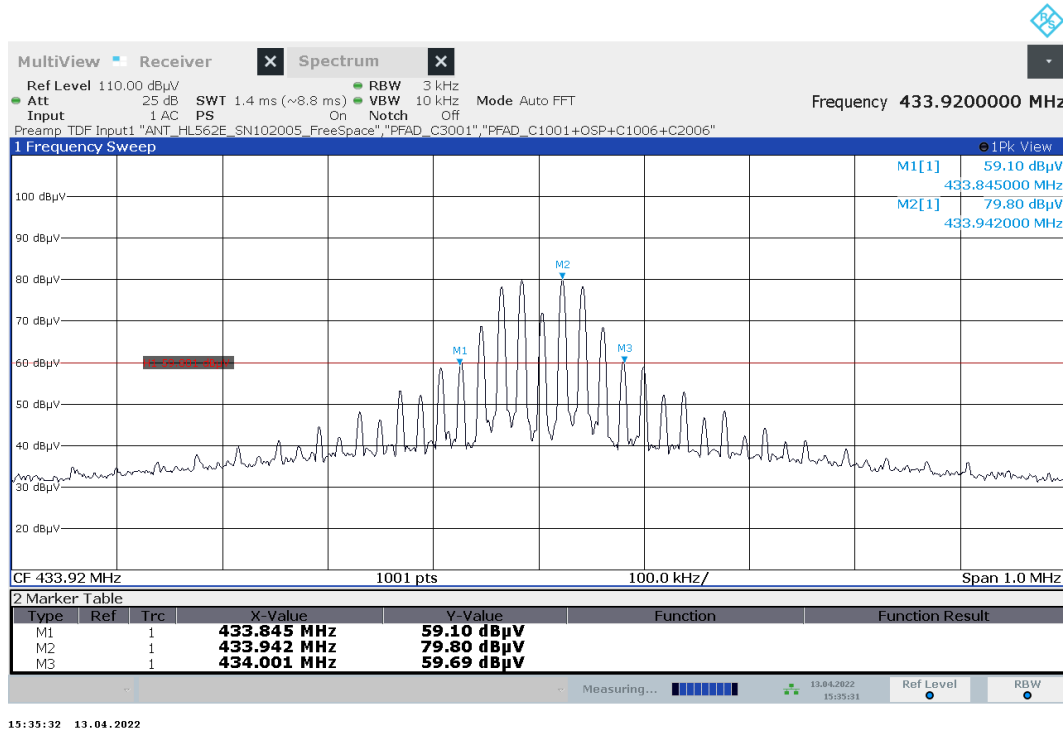 R&S
MultiView Receiver X Spectrum X
Ref Level 110.00 dBµV RBW 3 kHz
Att 25 dB SWT 1.4 ms (~8.8 ms) VBW 10 kHz Mode Auto FFT Frequency 433.9200000 MHz
Input 1 AC PS On Notch Off
Preamp TDF Input1 "ANT_HL562E_SN102005_FreeSpace","PFAD_C3001","PFAD_C1001+OSP+C1006+C2006"
1 Frequency Sweep 1Pk View
M1[1] 59.10 dBµV
433.845000 MHz
M2[1] 79.80 dBµV
433.942000 MHz
100 dBµV
90 dBµV
M2
80 dBµV
70 dBµV
M1 M3
60 dBµV
50 dBµV
40 dBµV
30 dBµV
20 dBµV
CF 433.92 MHz 1001 pts 100.0 kHz/ Span 1.0 MHz
2 Marker Table
Type Ref Trc X-Value Y-Value Function Function Result
M1 1 433.845 MHz 59.10 dBµV
M2 1 433.942 MHz 79.80 dBµV
M3 1 434.001 MHz 59.69 dBµV
Measuring... 13.04.2022 Ref Level RBW
15:35:31
15:35:32 13.04.2022